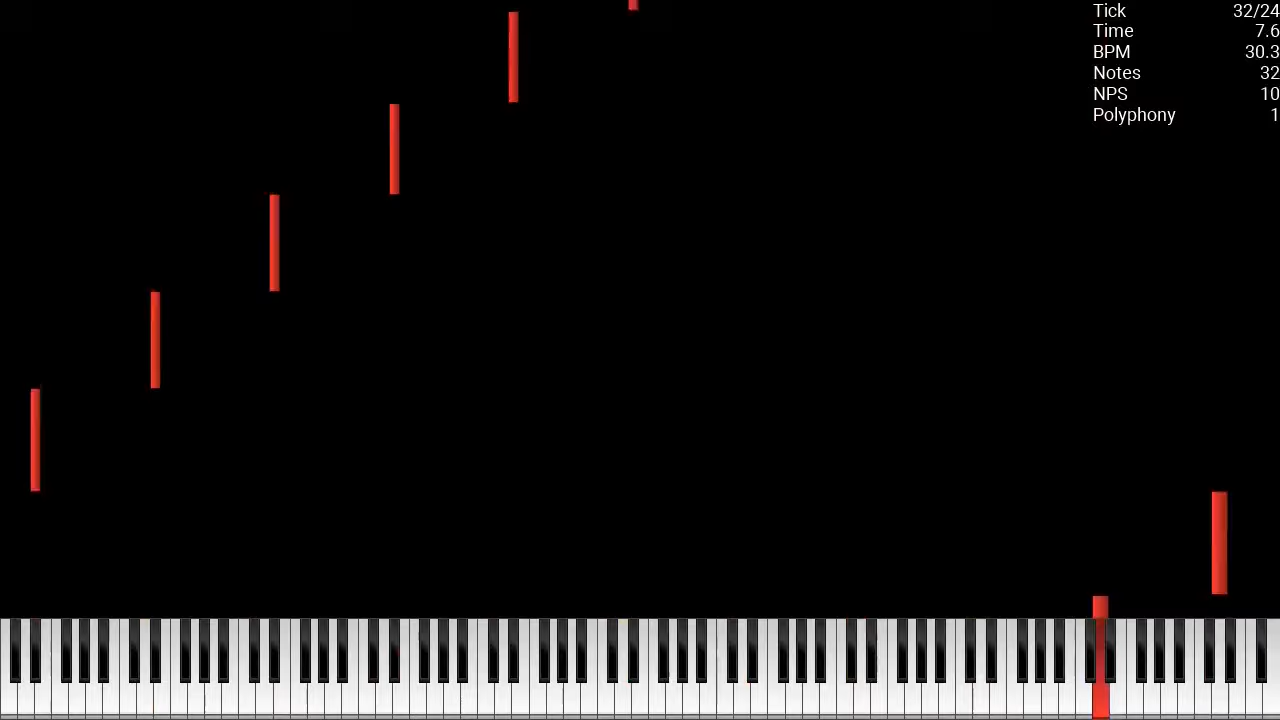 Tick 32/24
Time 7.6
BPM 30.3
Notes 32
NPS 10
Polyphony 1